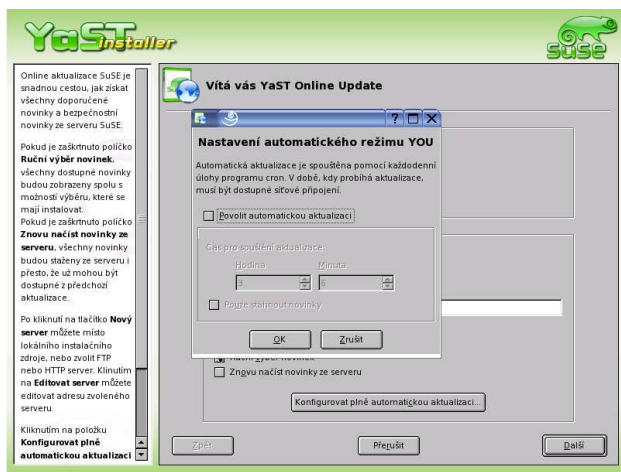 YaST
installer
SuSE
Online aktualizace SuSE je
snadnou cestou, jak získat
všechny doporučené
novinky a bezpečnostní
novinky ze serveru SuSE.
Pokud je zaškrtnuto políčko
Ruční výběr novinek,
všechny dostupné novinky
budou zobrazeny spolu s
možností výběru, které se
mají instalovat.
Pokud je zaškrtnuto políčko
Znovu načíst novinky ze
serveru, všechny novinky
budou staženy ze serveru i
přesto, že už mohou být
dostupné z předchozí
aktualizace.
Po kliknutí na tlačítko Nový
server můžete místo
lokálního instalačního
zdroje, nebo zvolit FTP
nebo HTTP server. Klinutím
na Editovat server můžete
editovat adresu zvoleného
serveru.
Kliknutím na položku
Konfigurovat plně
automatickou aktualizaci
Vítá vás YaST Online Update
Nastavení automatického režimu YOU
Automatická aktualizace je spouštěna pomocí každodenní
úlohy programu cron. V době, kdy probíhá aktualizace,
musí být dostupné síťové připojení.
Povolit automatickou aktualizaci
Čas pro souštění aktualizace:
Hodina Minuta
3 6
Pouze stáhnout novinky
OK Zrušit
Ruční výběr novinek
Znovu načíst novinky ze serveru
Konfigurovat plně automatickou aktualizaci...
Zpět Přerušit Další